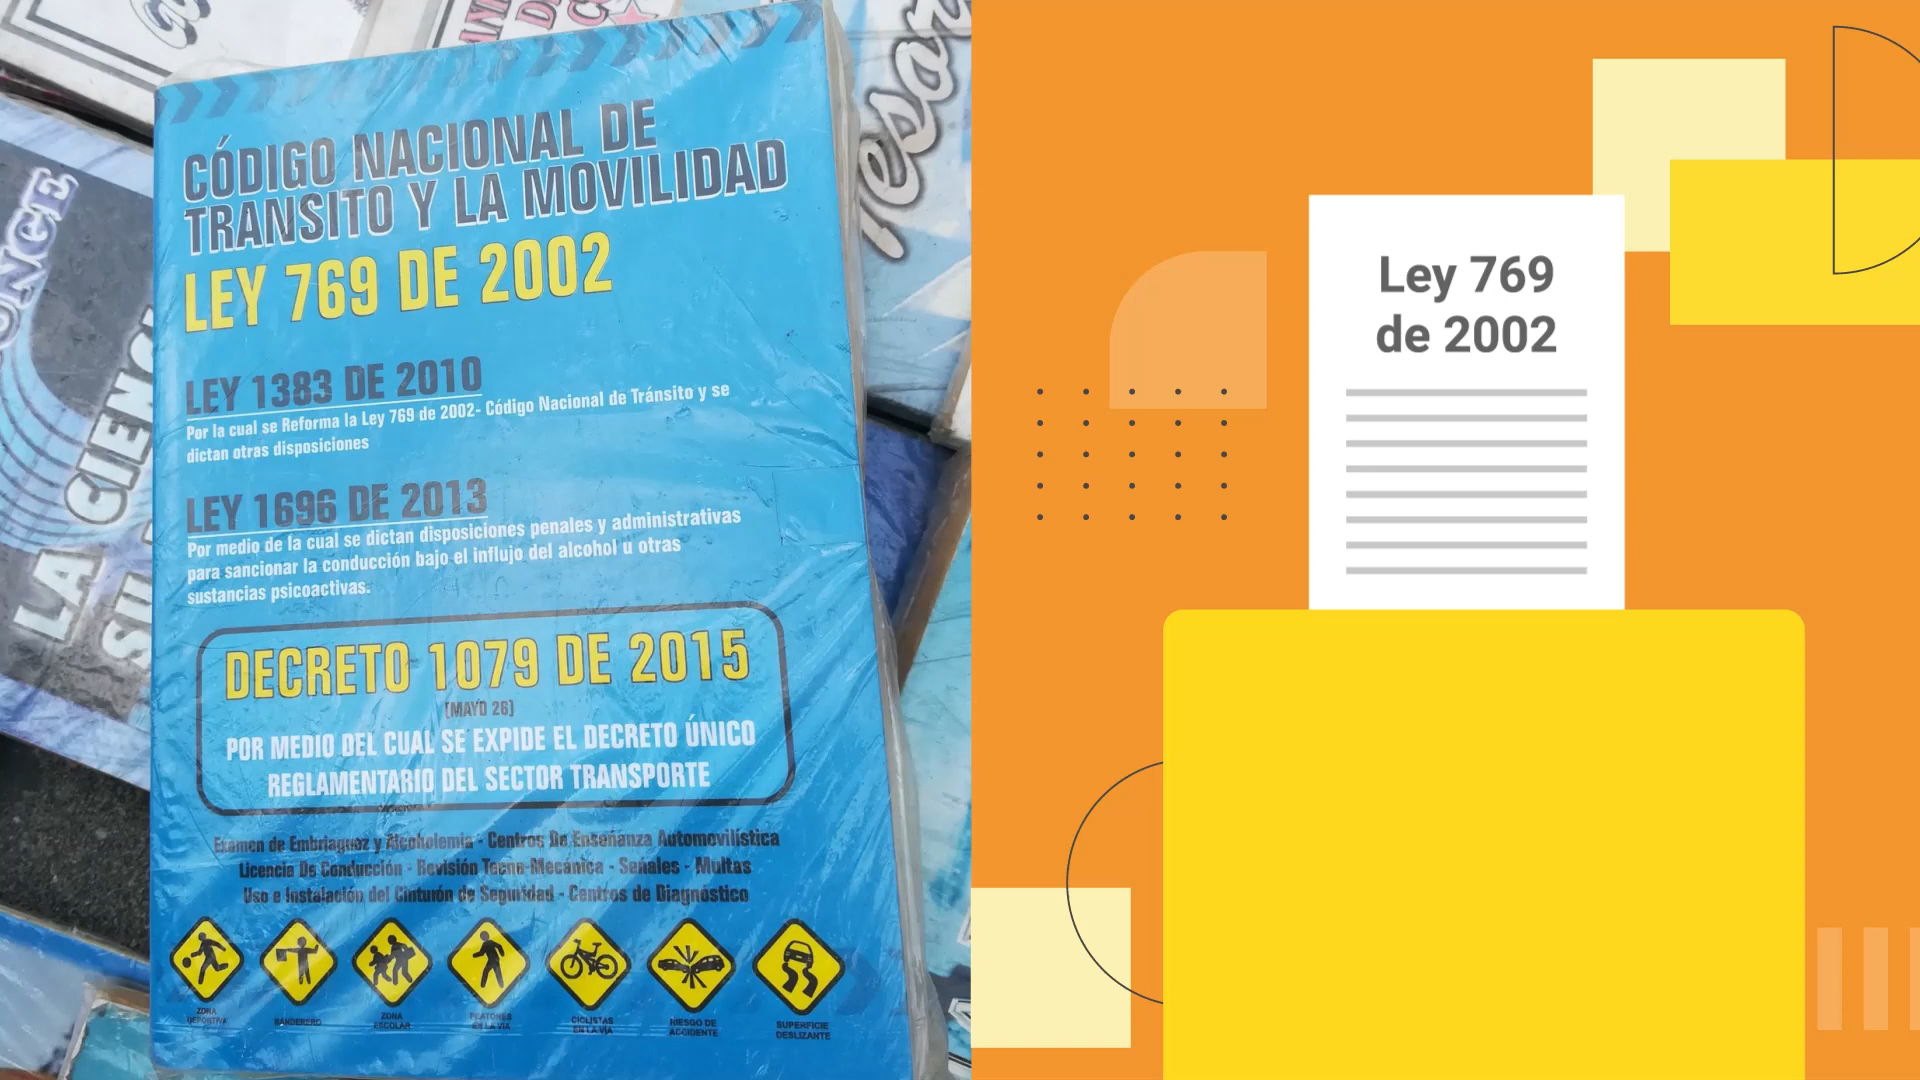 CÓDIGO NACIONAL DE
TRANSITO Y LA MOVILIDAD
LEY 769 DE 2002
LEY 1383 DE 2010
Por la cual se Reforma la Ley 769 de 2002- Código Nacional de Tránsito y se
dictan otras disposiciones
LEY 1696 DE 2013
Por medio de la cual se dictan disposiciones penales y administrativas
para sancionar la conducción bajo el influjo del alcohol u otras
sustancias psicoactivas.
DECRETO 1079 DE 2015
(MAYO 26)
POR MEDIO DEL CUAL SE EXPIDE EL DECRETO ÚNICO
REGLAMENTARIO DEL SECTOR TRANSPORTE
Examen de Embriaguez y Alcoholemia - Centros De Enseñanza Automovilística
Licencia De Conducción - Revisión Tecno-Mecánica - Señales - Multas
Uso e Instalación del Cinturón de Seguridad - Centros de Diagnóstico
ZONA
DEPORTIVA
BANDERERO
ZONA
ESCOLAR
PEATONES
EN LA VIA
CICLISTAS
EN LA VÍA
RIESGO DE
ACCIDENTE
SUPERFICIE
DESLIZANTE
ONCE
LA CIENCI
Ley 769
de 2002